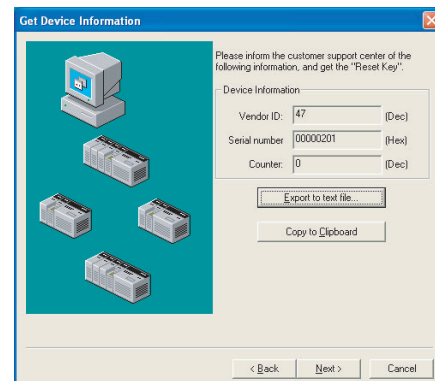 Get Device Information
Please inform the customer support center of the
following information, and get the "Reset Key".
Device Information
Vendor ID: 47 (Dec)
Serial number 00000201 (Hex)
Counter: 0 (Dec)
Export to text file...
Copy to Clipboard
< Back Next > Cancel